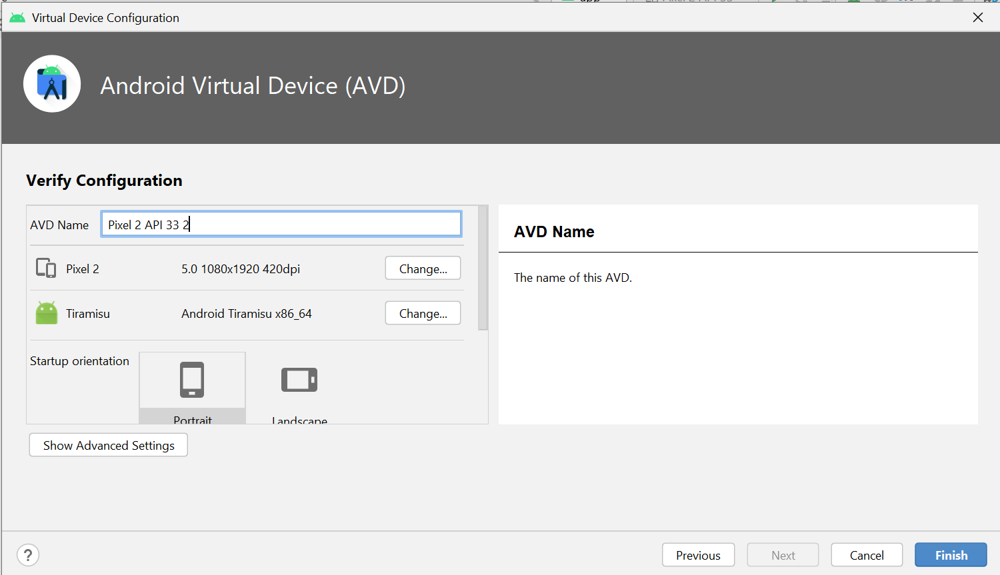 Virtual Device Configuration
Android Virtual Device (AVD)
Verify Configuration
AVD Name Pixel 2 API 33 2
Pixel 2 5.0 1080x1920 420dpi Change...
Tiramisu Android Tiramisu x86_64 Change...
Startup orientation
Portrait Landscape
Show Advanced Settings
AVD Name
The name of this AVD.
? Previous Next Cancel Finish